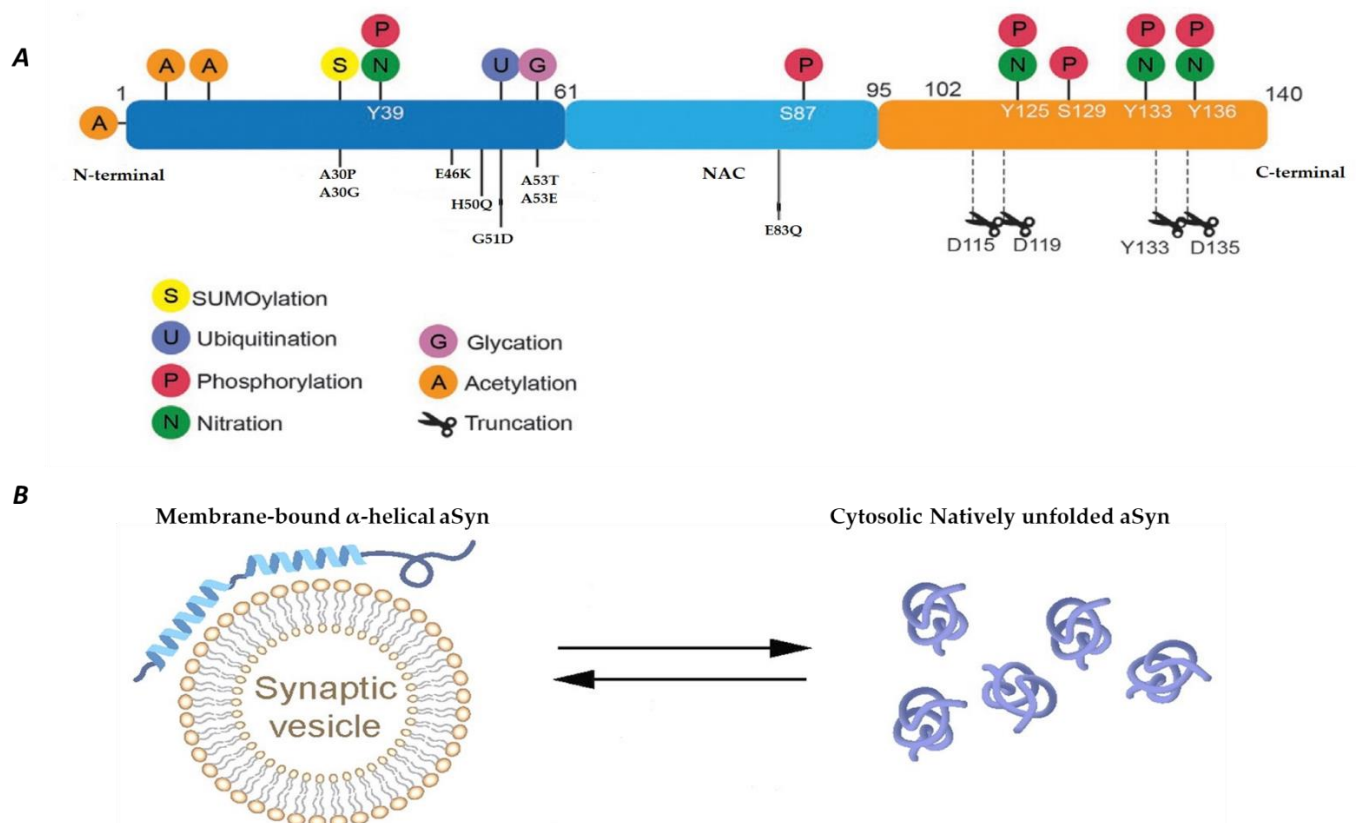 A
P
P
P
P
A
A
S
N
U
G
P
N
P
N
N
1
61
95
102
140
A
Y39
S87
Y125
S129
Y133
Y136
N-terminal
A30P
A30G
E46K
H50Q
G51D
A53T
A53E
NAC
E83Q
C-terminal
D115
D119
Y133
D135
S SUMOylation
U Ubiquitination
P Phosphorylation
N Nitration
G Glycation
A Acetylation
Truncation
B
Membrane-bound α-helical aSyn
Cytosolic Natively unfolded aSyn
Synaptic
vesicle